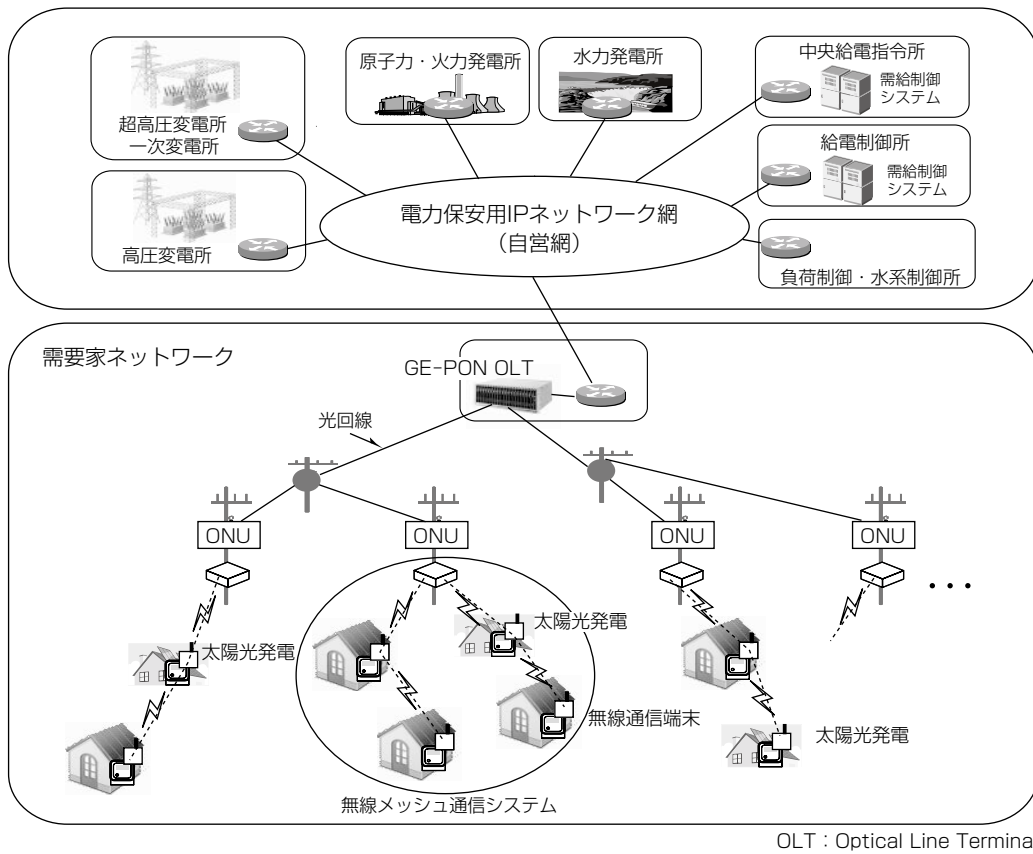 原子力・火力発電所
水力発電所
中央給電指令所
需給制御
システム
超高圧変電所
一次変電所
給電制御所
需給制御
システム
高圧変電所
電力保安用IPネットワーク網
（自営網）
負荷制御・水系制御所
需要家ネットワーク
GE-PON OLT
光回線
ONU
ONU
ONU
ONU
・・・
太陽光発電
太陽光発電
無線通信端末
太陽光発電
無線メッシュ通信システム
OLT：Optical Line Termina